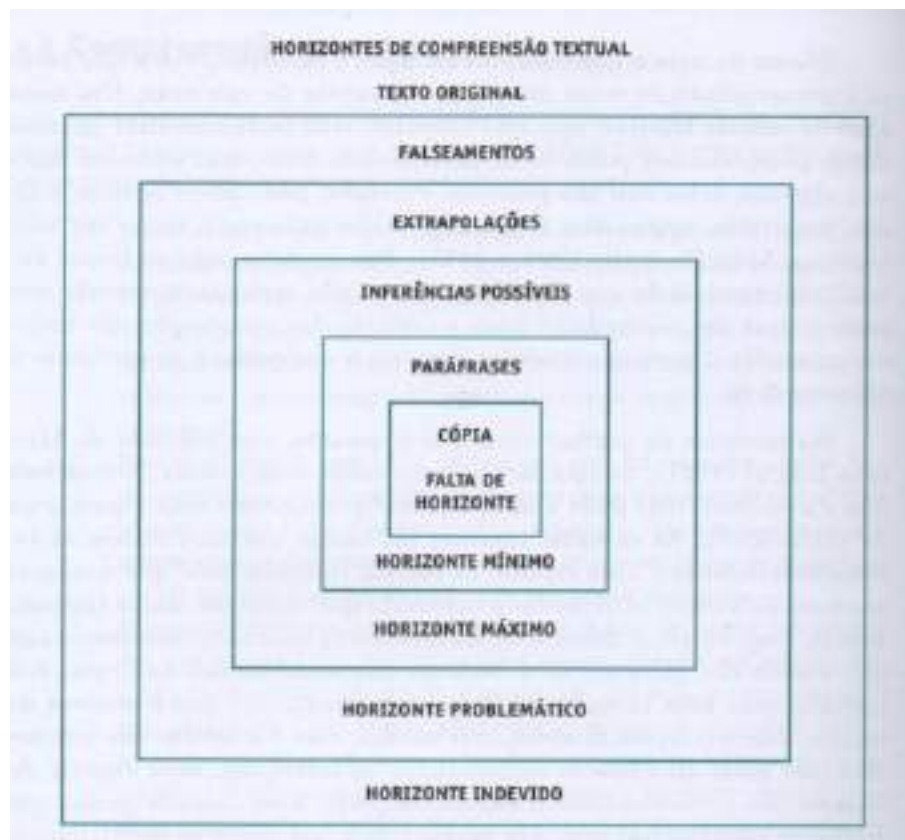 HORIZONTES DE COMPREENSÃO TEXTUAL
TEXTO ORIGINAL
FALSEAMENTOS
EXTRAPOLAÇÕES
INFERÊNCIAS POSSÍVEIS
PARÁFRASES
CÓPIA
FALTA DE
HORIZONTE
HORIZONTE MÍNIMO
HORIZONTE MÁXIMO
HORIZONTE PROBLEMÁTICO
HORIZONTE INDEVIDO